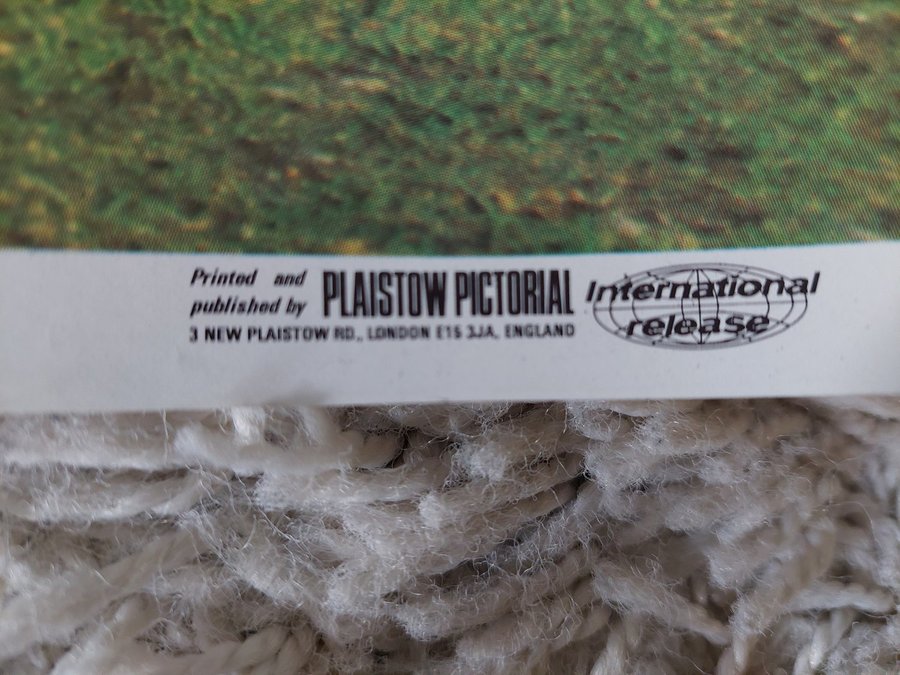 Printed and
published by PLAISTOW PICTORIAL
3 NEW PLAISTOW RD., LONDON E15 3JA, ENGLAND
International
release